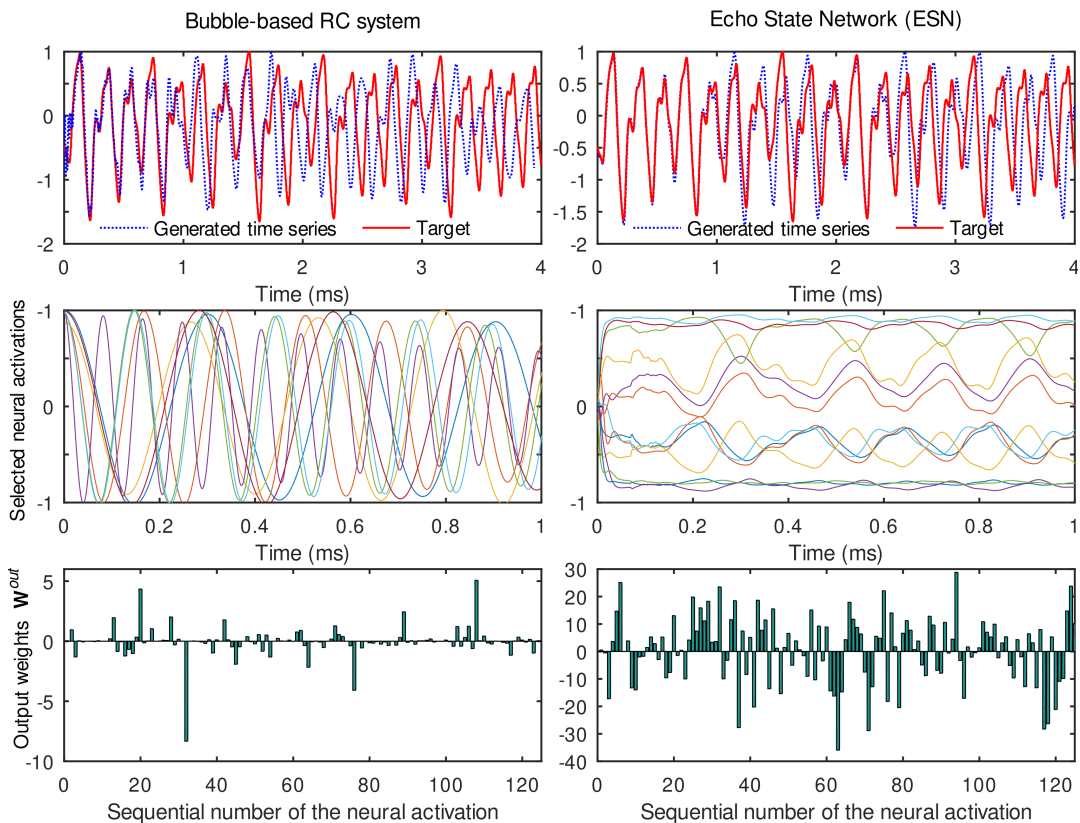 Bubble-based RC system
Echo State Network (ESN)
1
0
-1
-2
Generated time series
Target
0 1 2 3 4
Time (ms)
1
0.5
0
-0.5
-1
-1.5
-2
Generated time series
Target
0 1 2 3 4
Time (ms)
Selected neural activations
-1
0
-1
0 0.2 0.4 0.6 0.8 1
Time (ms)
-1
0
-1
0.2 0.4 0.6 0.8 1
Time (ms)
Output weights W^out
5
0
-5
-10
0 20 40 60 80 100 120
Sequential number of the neural activation
30
20
10
0
-10
-20
-30
-40
0 20 40 60 80 100 120
Sequential number of the neural activation